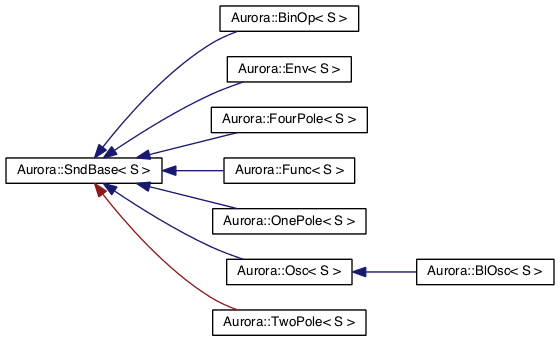 Aurora::BinOp< S >
Aurora::Env< S >
Aurora::FourPole< S >
Aurora::SndBase< S >
Aurora::Func< S >
Aurora::OnePole< S >
Aurora::Osc< S >
Aurora::BlOsc< S >
Aurora::TwoPole< S >